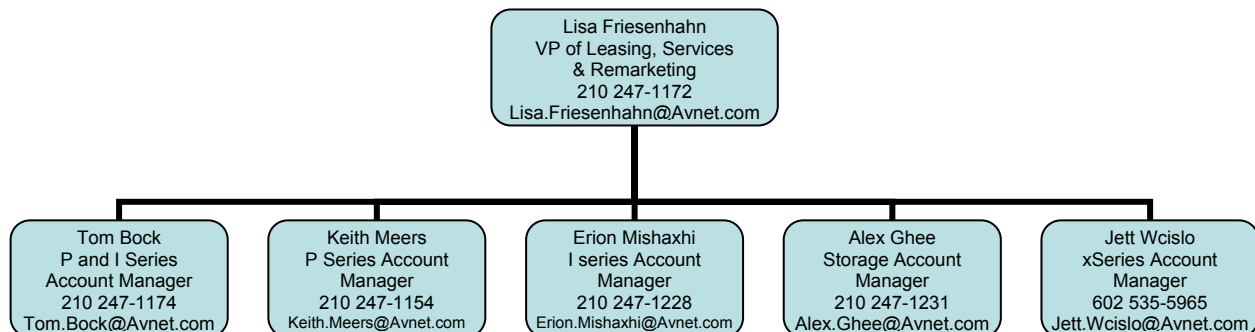 Lisa Friesenhahn
VP of Leasing, Services
& Remarketing
210 247-1172
Lisa.Friesenhahn@Avnet.com
Tom Bock
P and I Series
Account Manager
210 247-1174
Tom.Bock@Avnet.com
Keith Meers
P Series Account
Manager
210 247-1154
Keith.Meers@Avnet.com
Erion Mishaxhi
I series Account
Manager
210 247-1228
Erion.Mishaxhi@Avnet.com
Alex Ghee
Storage Account
Manager
210 247-1231
Alex.Ghee@Avnet.com
Jett Wcislo
xSeries Account
Manager
602 535-5965
Jett.Wcislo@Avnet.com